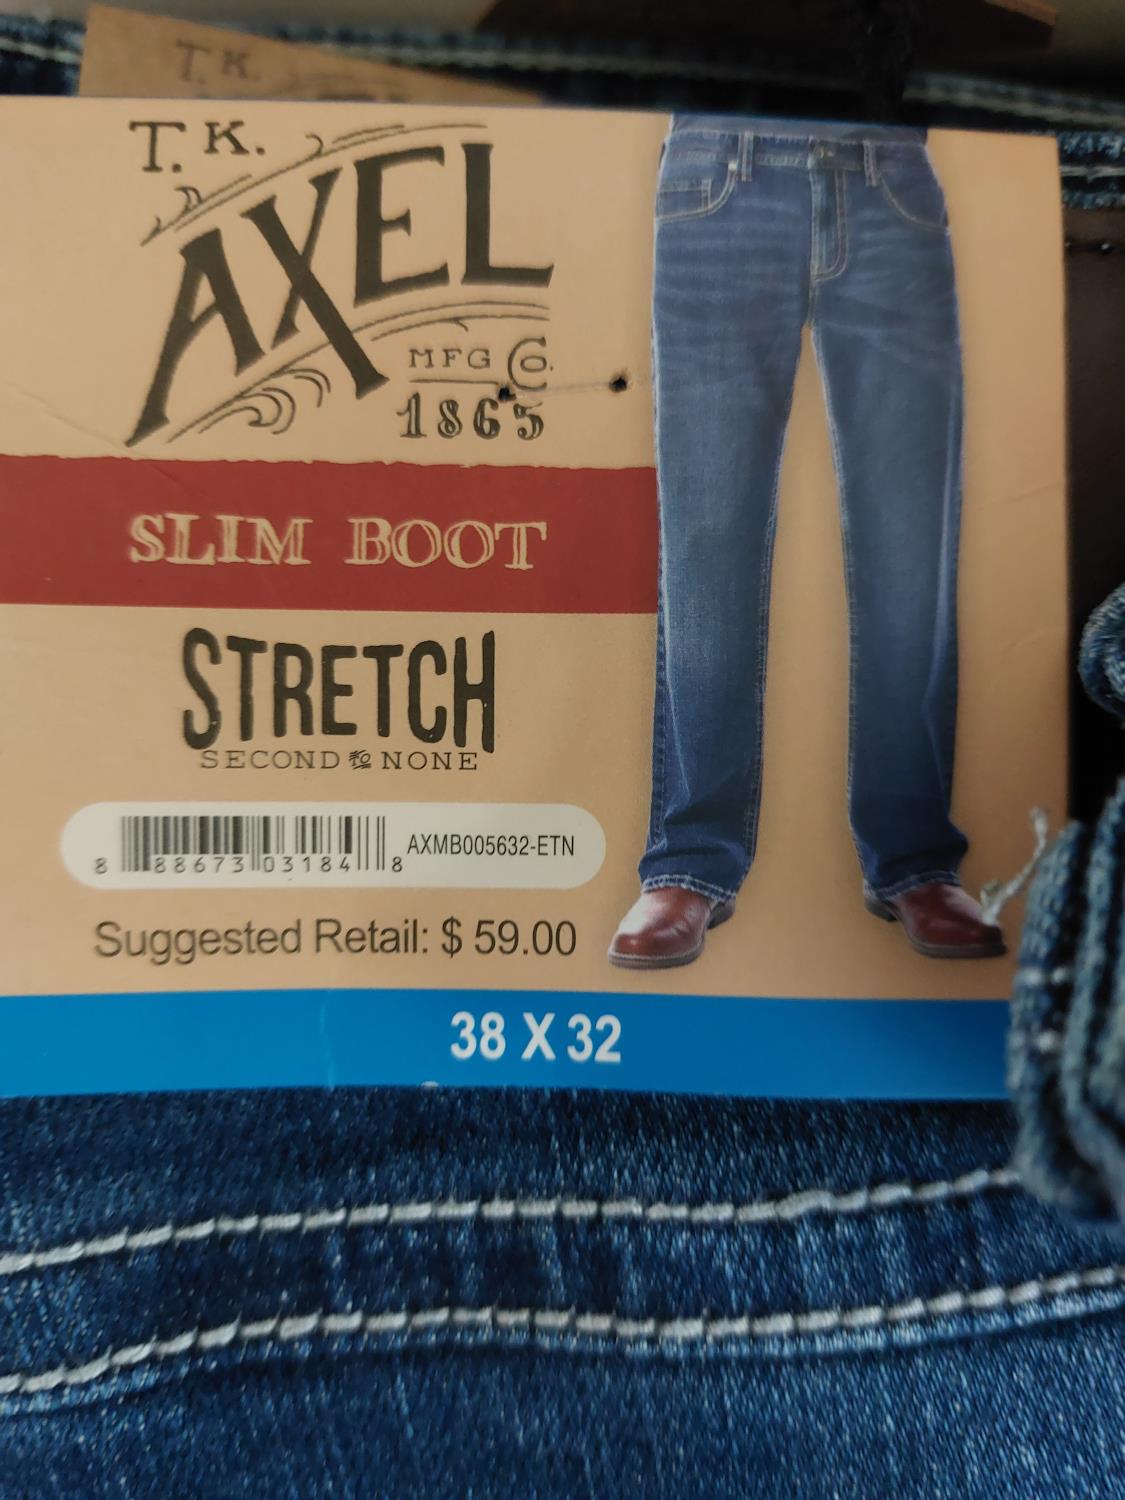 T. K.
T. K.
AXEL
MFG Co.
1865
SLIM BOOT
STRETCH
SECOND TO NONE
8 88673 03184 8
AXMB005632-ETN
Suggested Retail: $ 59.00
38 X 32